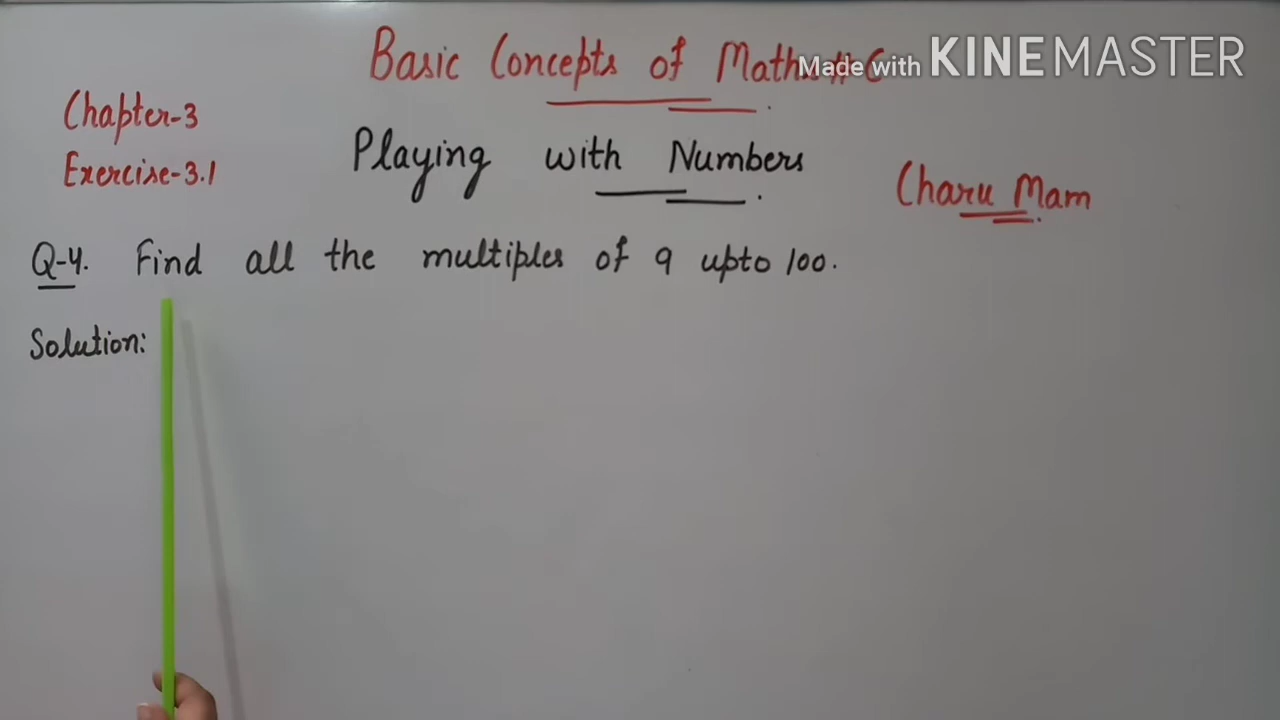 Basic Concepts of
Made with KINEMASTER
Chapter-3
Exercise-3.1
Playing with Numbers
Charu Mam
Q-4. Find all the multiples of 9 upto 100.
Solution: